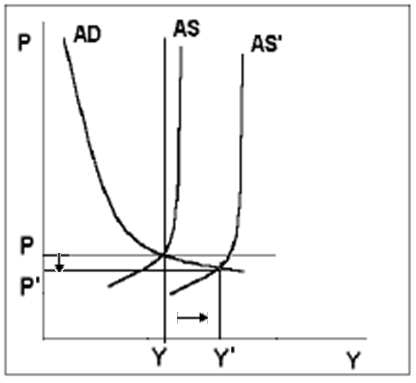 P AD AS AS'
P
P'
Y Y' Y